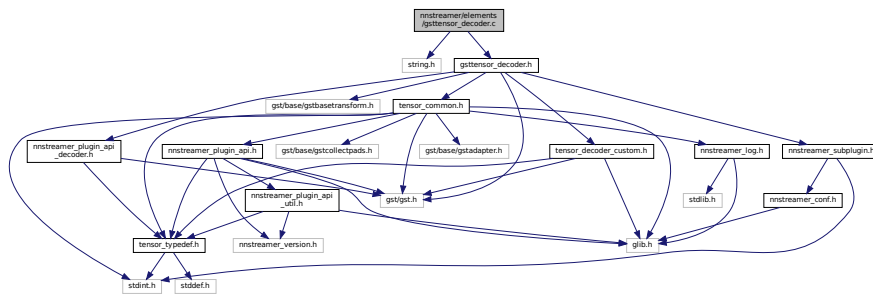 nnstreamer/elements
/gsttensor_decoder.c
string.h
gsttensor_decoder.h
gst/base/gstbasetransform.h
tensor_common.h
nnstreamer_plugin_api
_decoder.h
nnstreamer_plugin_api.h
gst/base/gstcollectpads.h
gst/base/gstadapter.h
tensor_decoder_custom.h
nnstreamer_log.h
nnstreamer_subplugin.h
nnstreamer_plugin_api
_util.h
gst/gst.h
stdlib.h
nnstreamer_conf.h
tensor_typedef.h
nnstreamer_version.h
glib.h
stdint.h
stddef.h